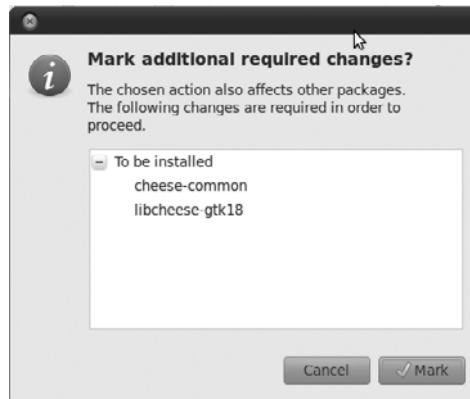 Mark additional required changes?
The chosen action also affects other packages.
The following changes are required in order to
proceed.
To be installed
cheese-common
libcheese-gtk18
Cancel
Mark